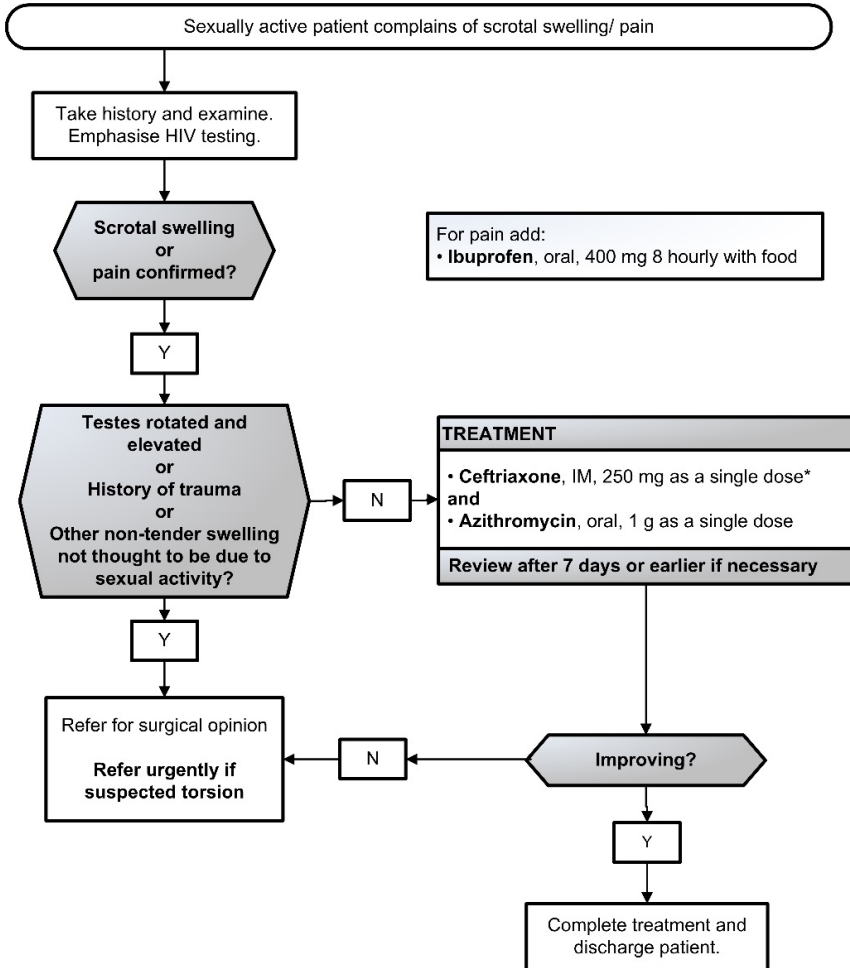 Sexually active patient complains of scrotal swelling/ pain
Take history and examine.
Emphasise HIV testing.
Scrotal swelling
or
pain confirmed?
For pain add:
• Ibuprofen, oral, 400 mg 8 hourly with food
Y
Testes rotated and
elevated
or
History of trauma
or
Other non-tender swelling
not thought to be due to
sexual activity?
N
TREATMENT
• Ceftriaxone, IM, 250 mg as a single dose*
and
• Azithromycin, oral, 1 g as a single dose
Review after 7 days or earlier if necessary
Y
Refer for surgical opinion
Refer urgently if
suspected torsion
N
Improving?
Y
Complete treatment and
discharge patient.